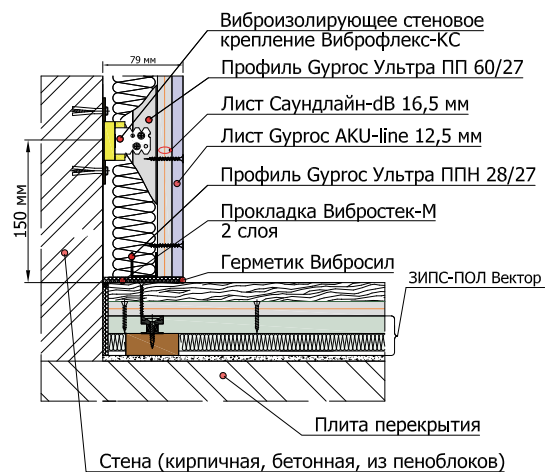 Виброизолирующее стеновое
крепление Виброфлекс-КС
79 мм
Профиль Gyproc Ультра ПП 60/27
Лист Саундлайн-dB 16,5 мм
Лист Gyproc AKU-line 12,5 мм
Профиль Gyproc Ультра ППН 28/27
150 мм
Прокладка Вибростек-М
2 слоя
Герметик Вибросил
ЗИПС-ПОЛ Вектор
Плита перекрытия
Стена (кирпичная, бетонная, из пеноблоков)